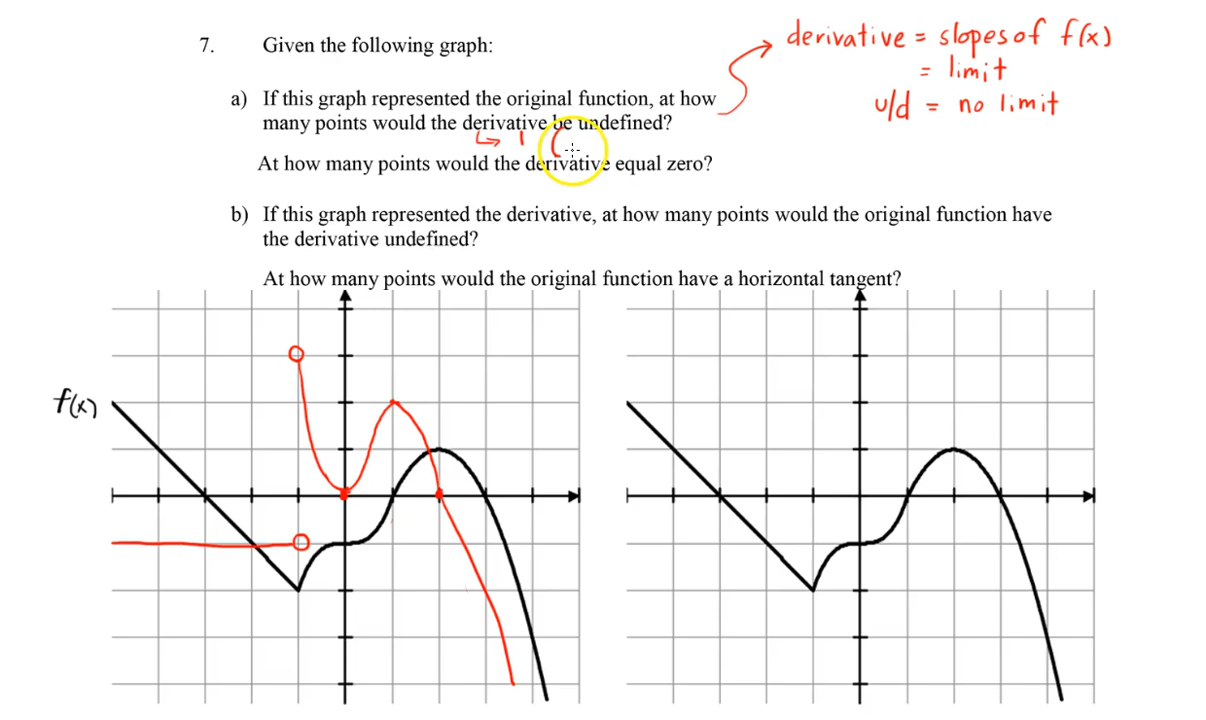 derivative = slopes of f(x)
= limit
u/d = no limit
7. Given the following graph:
a) If this graph represented the original function, at how
many points would the derivative be undefined?
↳ 1 (
At how many points would the derivative equal zero?
b) If this graph represented the derivative, at how many points would the original function have
the derivative undefined?
At how many points would the original function have a horizontal tangent?
f(x)